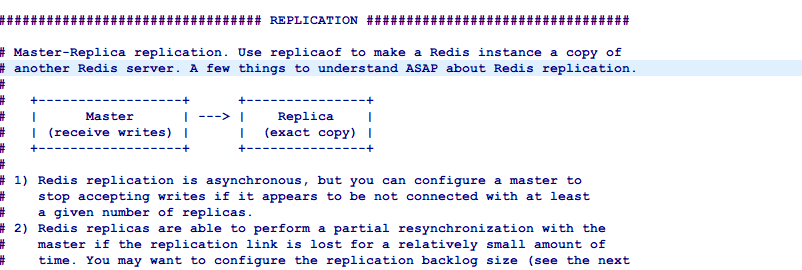 ################################# REPLICATION #################################

# Master-Replica replication. Use replicaof to make a Redis instance a copy of
# another Redis server. A few things to understand ASAP about Redis replication.
#
#   +------------------+      +---------------+
#   |      Master      | ---> |    Replica    |
#   | (receive writes) |      |  (exact copy) |
#   +------------------+      +---------------+
#
# 1) Redis replication is asynchronous, but you can configure a master to
#    stop accepting writes if it appears to be not connected with at least
#    a given number of replicas.
# 2) Redis replicas are able to perform a partial resynchronization with the
#    master if the replication link is lost for a relatively small amount of
#    time. You may want to configure the replication backlog size (see the next